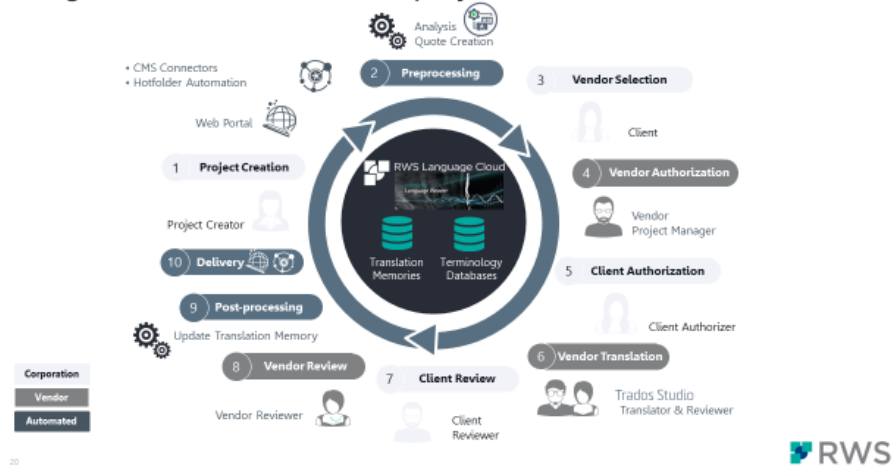 Analysis
Quote Creation
• CMS Connectors
• Hotfolder Automation
2 Preprocessing
3 Vendor Selection
Web Portal
Client
1 Project Creation
RWS Language Cloud
4 Vendor Authorization
Project Creator
Vendor
Project Manager
10 Delivery
Translation
Memories
Terminology
Databases
5 Client Authorization
9 Post-processing
Update Translation Memory
Client Authorizer
8 Vendor Review
7 Client Review
6 Vendor Translation
Corporation
Vendor
Automated
Vendor Reviewer
Client
Reviewer
Trados Studio
Translator & Reviewer
20
RWS